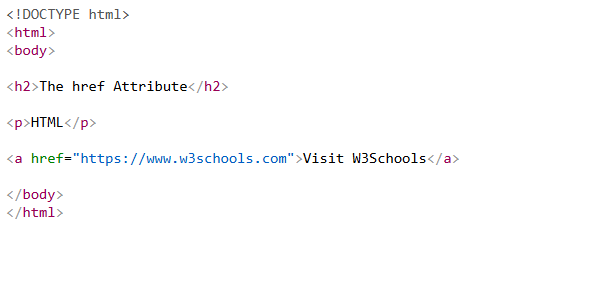 <!DOCTYPE html>
<html>
<body>
<h2>The href Attribute</h2>
<p>HTML</p>
<a href="https://www.w3schools.com">Visit W3Schools</a>
</body>
</html>